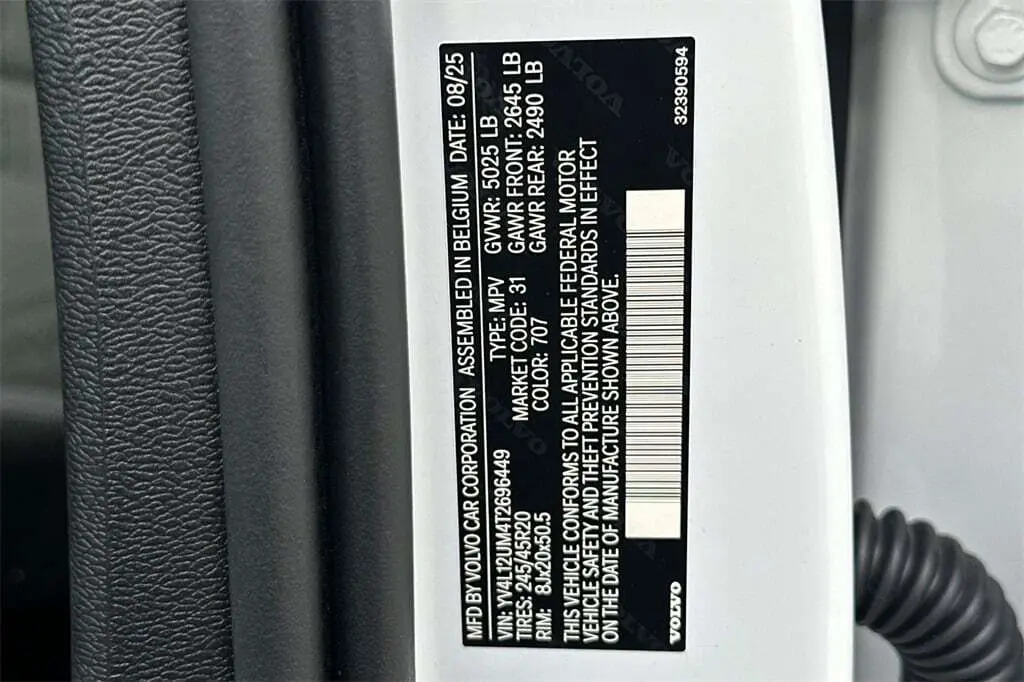 MFD BY VOLVO CAR CORPORATION ASSEMBLED IN BELGIUM DATE: 08/25
VIN: YV4L12UM4T2696449 TYPE: MPV GVWR: 5025 LB
TIRES: 245/45R20 MARKET CODE: 31 GAWR FRONT: 2645 LB
RIM: 8Jx20x50.5 COLOR: 707 GAWR REAR: 2490 LB
THIS VEHICLE CONFORMS TO ALL APPLICABLE FEDERAL MOTOR
VEHICLE SAFETY AND THEFT PREVENTION STANDARDS IN EFFECT
ON THE DATE OF MANUFACTURE SHOWN ABOVE.
VOLVO 32390594